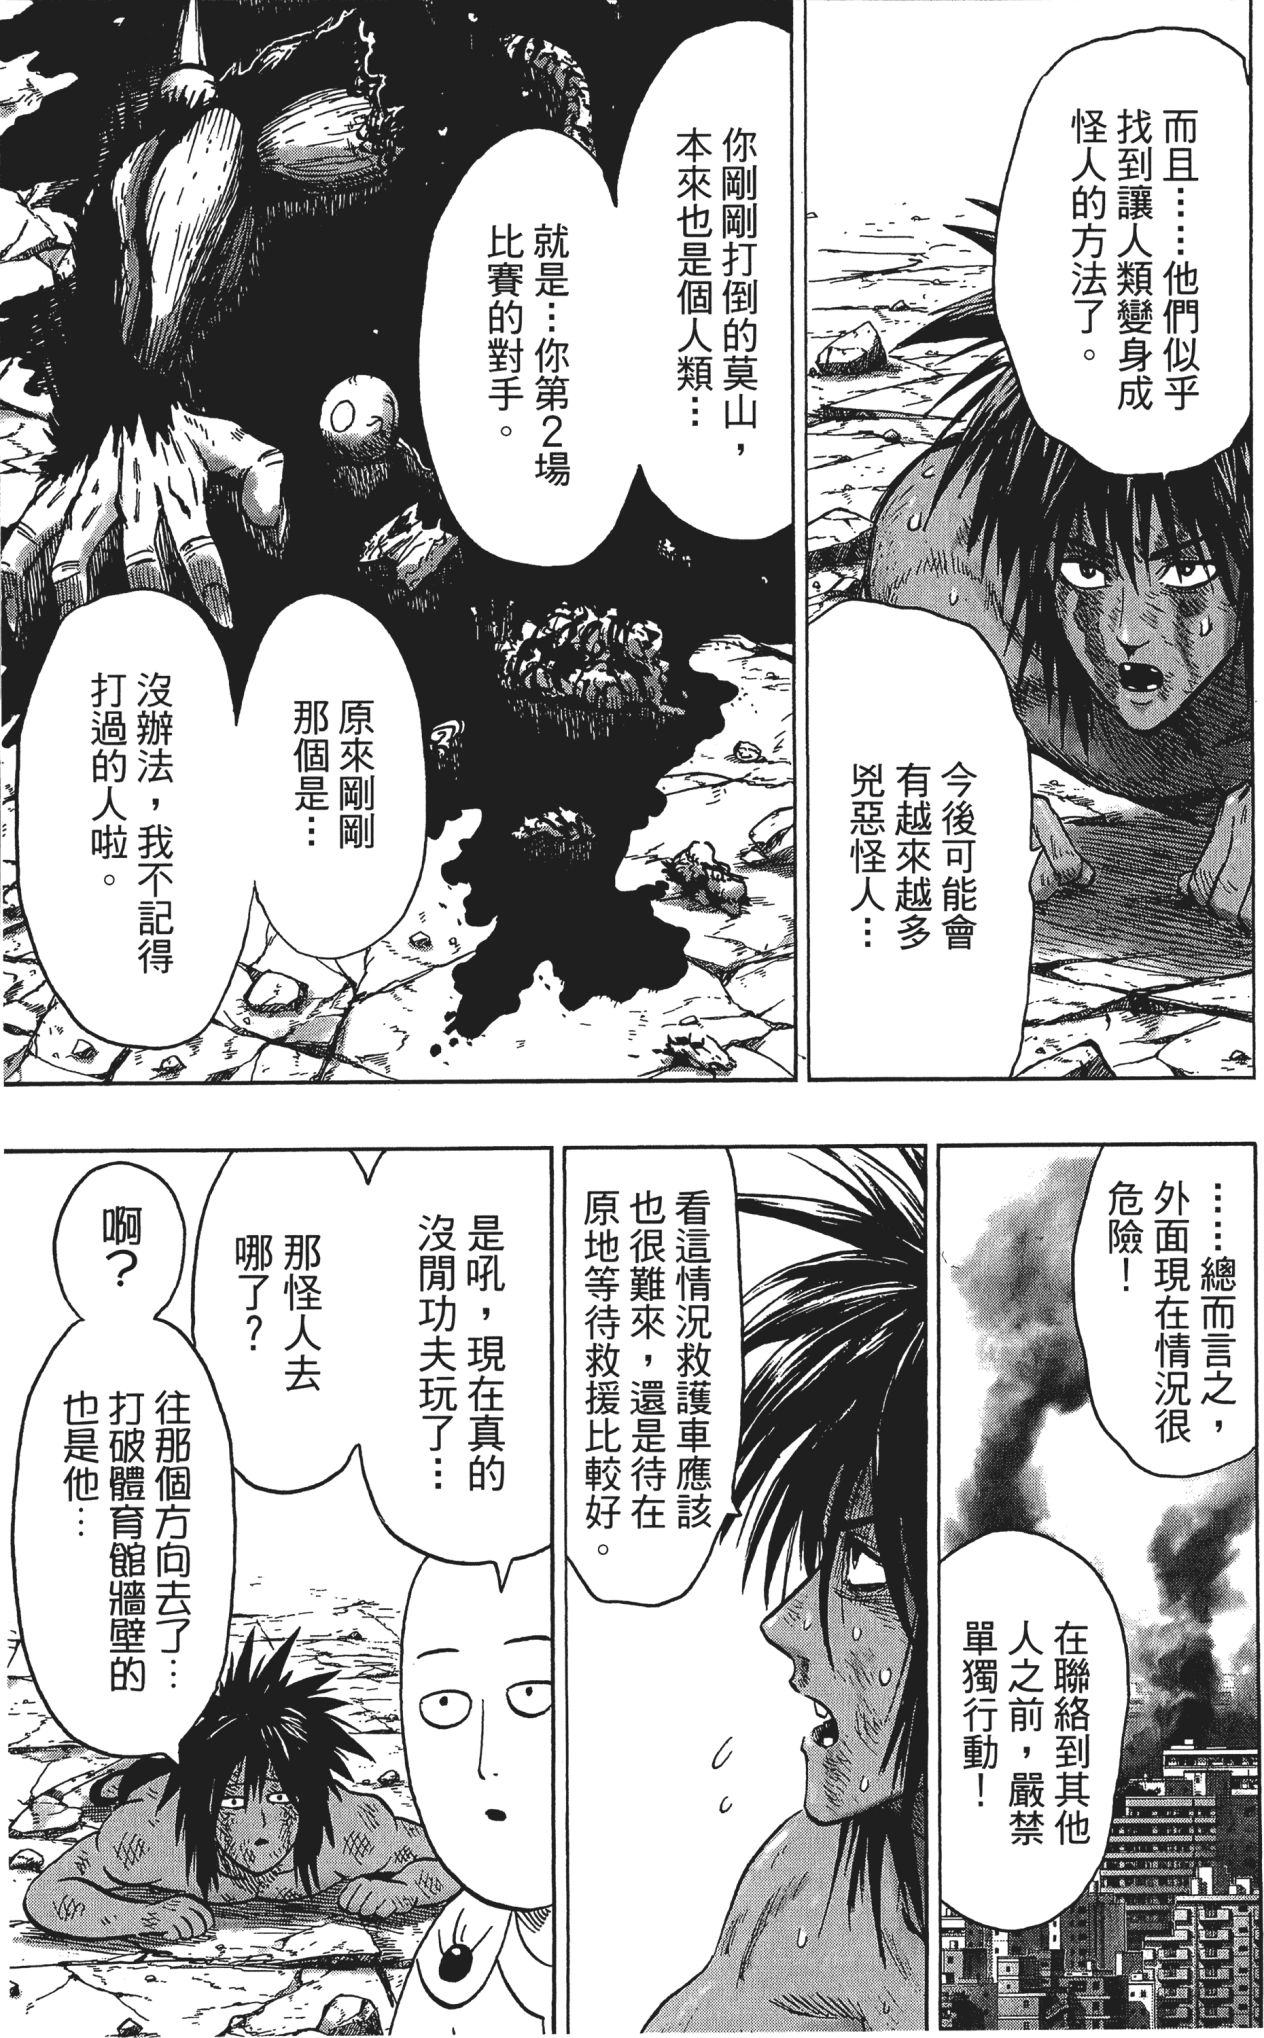 而且⋯⋯他們似乎
找到讓人類變身成
怪人的方法了。
今後可能會
有越來越多
兇惡怪人⋯
你剛剛打倒的莫山，
本來也是個人類⋯
就是⋯你第2場
比賽的對手。
原來剛剛
那個是⋯
沒辦法，我不記得
打過的人啦。
⋯⋯總而言之，
外面現在情況很
危險！
在聯絡到其他
人之前，嚴禁
單獨行動！
看這情況救護車應該
也很難來，還是待在
原地等待救援比較好。
是吼，現在真的
沒閒功夫玩了⋯
那怪人去
哪了？
啊？
往那個方向去了⋯
打破體育館牆壁的
也是他⋯